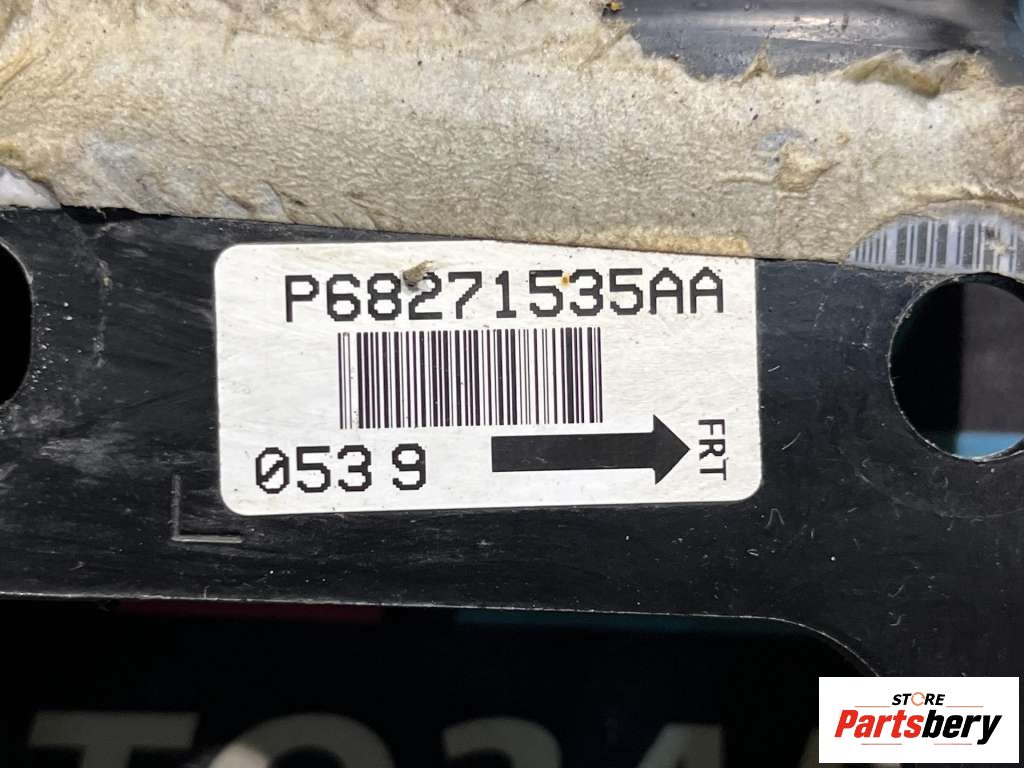 P68271535AA
0539
FRT
L
STORE
Partsbery